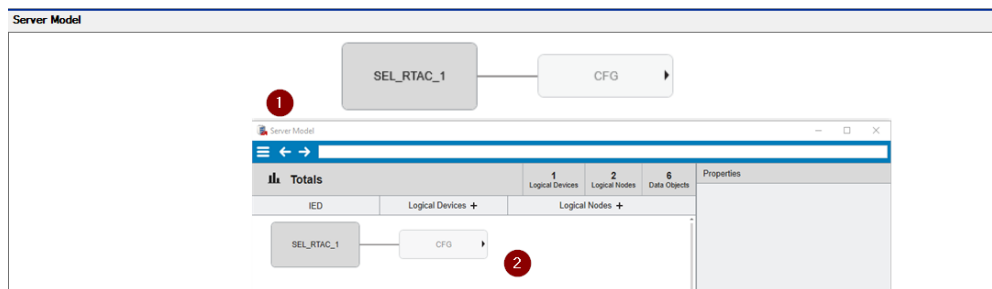 Server Model
SEL_RTAC_1 CFG
1
Server Model
Totals
1 2 6
Logical Devices Logical Nodes Data Objects
Properties
IED Logical Devices + Logical Nodes +
SEL_RTAC_1 CFG
2